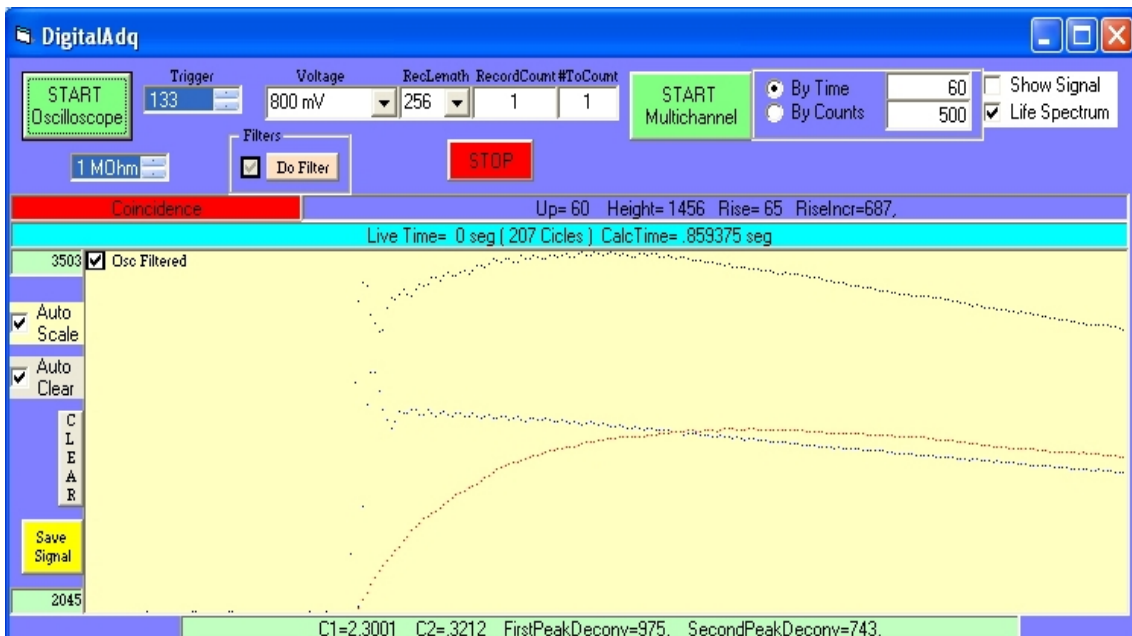 DigitalAdq
START Oscilloscope
Trigger
133
Voltage
800 mV
RecLength
256
RecordCount
1
#ToCount
1
START Multichannel
By Time
60
By Counts
500
Show Signal
Life Spectrum
1 MOhm
Filters
Do Filter
STOP
Coincidence
Up= 60 Height= 1456 Rise= 65 RiseIncr=687,
Live Time= 0 seg ( 207 Cicles ) CalcTime= .859375 seg
3503
Osc Filtered
Auto Scale
Auto Clear
CLEAR
Save Signal
2045
C1=2,3001 C2=,3212 FirstPeakDeconv=975, SecondPeakDeconv=743,